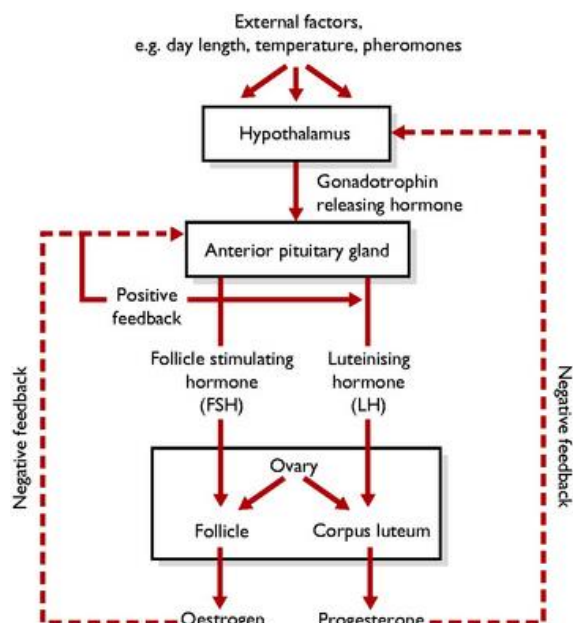 External factors,
e.g. day length, temperature, pheromones
Hypothalamus
Gonadotrophin
releasing hormone
Anterior pituitary gland
Positive
feedback
Follicle stimulating
hormone
(FSH)
Luteinising
hormone
(LH)
Negative feedback
Negative feedback
Ovary
Follicle
Corpus luteum
Oestrogen
Progesterone